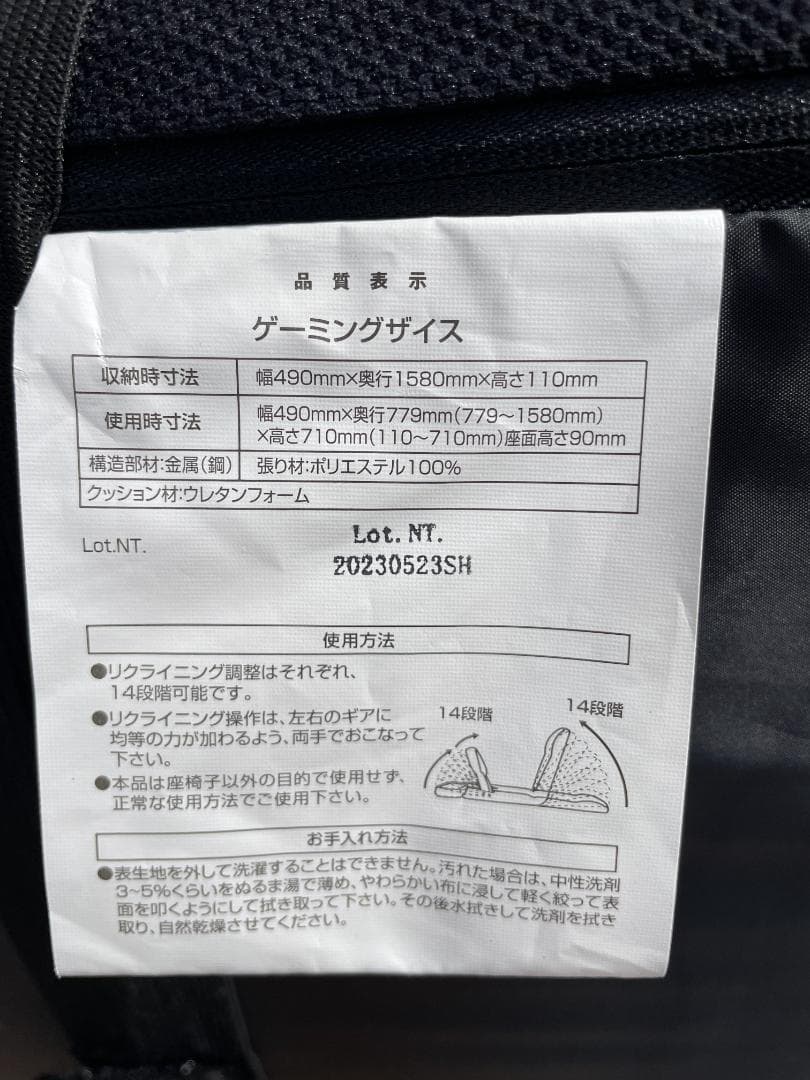 品質表示
ゲーミングザイス
収納時寸法 幅490mm×奥行1580mm×高さ110mm
使用時寸法 幅490mm×奥行779mm(779〜1580mm)
×高さ710mm(110〜710mm)座面高さ90mm
構造部材:金属(鋼) 張り材:ポリエステル100%
クッション材:ウレタンフォーム
Lot.NT. Lot.NT.
20230523SH
使用方法
●リクライニング調整はそれぞれ、
14段階可能です。
●リクライニング操作は、左右のギアに
均等の力が加わるよう、両手でおこなって
下さい。
●本品は座椅子以外の目的で使用せず、
正常な使用方法でご使用下さい。
14段階 14段階
お手入れ方法
●表生地を外して洗濯することはできません。汚れた場合は、中性洗剤
3~5%くらいをぬるま湯で薄め、やわらかい布に浸して軽く絞って表
面を叩くようにして拭き取って下さい。その後水拭きして洗剤を拭き
取り、自然乾燥させてください。